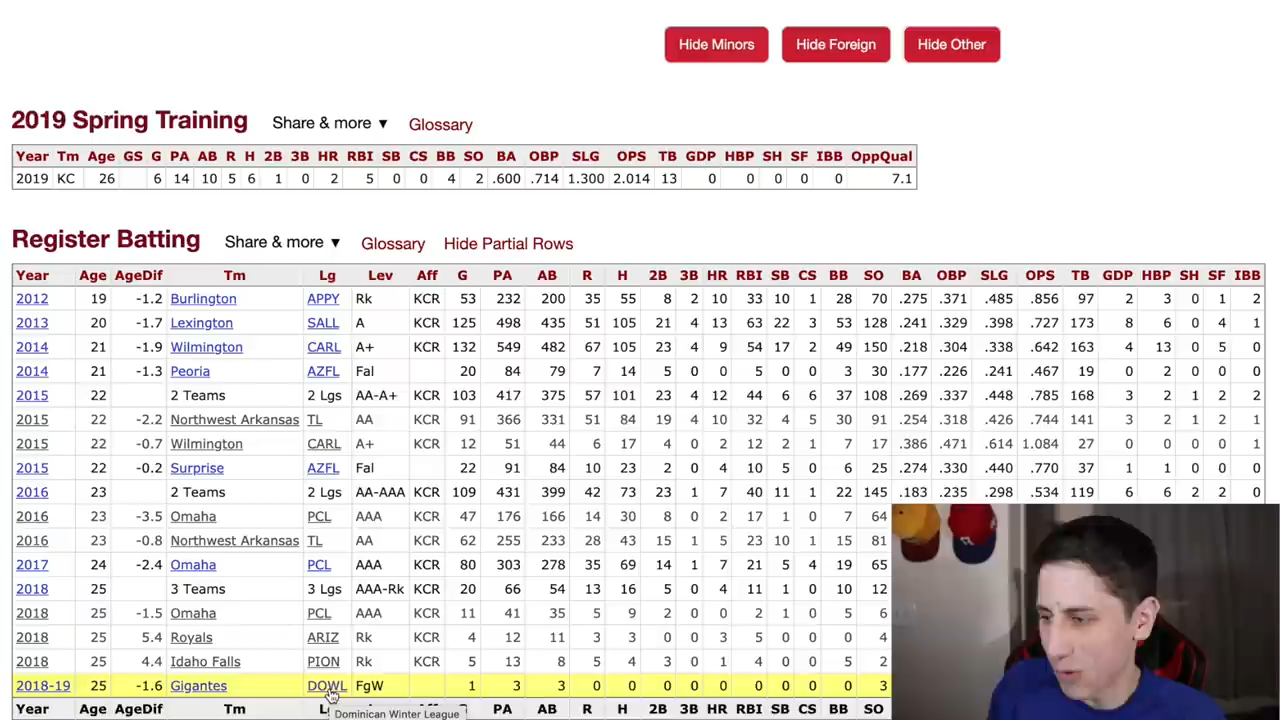 Hide Minors Hide Foreign Hide Other
2019 Spring Training Share & more ▼ Glossary
Year Tm Age GS G PA AB R H 2B 3B HR RBI SB CS BB SO BA OBP SLG OPS TB GDP HBP SH SF IBB OppQual
2019 KC 26 6 14 10 5 6 1 0 2 5 0 0 4 2 .600 .714 1.300 2.014 13 0 0 0 0 0 7.1
Register Batting Share & more ▼ Glossary Hide Partial Rows
Year Age AgeDif Tm Lg Lev Aff G PA AB R H 2B 3B HR RBI SB CS BB SO BA OBP SLG OPS TB GDP HBP SH SF IBB
2012 19 -1.2 Burlington APPY Rk KCR 53 232 200 35 55 8 2 10 33 10 1 28 70 .275 .371 .485 .856 97 2 3 0 1 2
2013 20 -1.7 Lexington SALL A KCR 125 498 435 51 105 21 4 13 63 22 3 53 128 .241 .329 .398 .727 173 8 6 0 4 1
2014 21 -1.9 Wilmington CARL A+ KCR 132 549 482 67 105 23 4 9 54 17 2 49 150 .218 .304 .338 .642 163 4 13 0 5 0
2014 21 -1.3 Peoria AZFL Fal 20 84 79 7 14 5 0 0 5 0 0 3 30 .177 .226 .241 .467 19 0 2 0 0 0
2015 22 2 Teams 2 Lgs AA-A+ KCR 103 417 375 57 101 23 4 12 44 6 6 37 108 .269 .337 .448 .785 168 3 2 1 2 2
2015 22 -2.2 Northwest Arkansas TL AA KCR 91 366 331 51 84 19 4 10 32 4 5 30 91 .254 .318 .426 .744 141 3 2 1 2 1
2015 22 -0.7 Wilmington CARL A+ KCR 12 51 44 6 17 4 0 2 12 2 1 7 17 .386 .471 .614 1.084 27 0 0 0 0 1
2015 22 -0.2 Surprise AZFL Fal 22 91 84 10 23 2 0 4 10 5 0 6 25 .274 .330 .440 .770 37 1 1 0 0 0
2016 23 2 Teams 2 Lgs AA-AAA KCR 109 431 399 42 73 23 1 7 40 11 1 22 145 .183 .235 .298 .534 119 6 6 2 2 0
2016 23 -3.5 Omaha PCL AAA KCR 47 176 166 14 30 8 0 2 17 1 0 7 64
2016 23 -0.8 Northwest Arkansas TL AA KCR 62 255 233 28 43 15 1 5 23 10 1 15 81
2017 24 -2.4 Omaha PCL AAA KCR 80 303 278 35 69 14 1 7 21 5 4 19 65
2018 25 3 Teams 3 Lgs AAA-Rk KCR 20 66 54 13 16 5 0 4 11 1 0 10 12
2018 25 -1.5 Omaha PCL AAA KCR 11 41 35 5 9 2 0 0 2 1 0 5 6
2018 25 5.4 Royals ARIZ Rk KCR 4 12 11 3 3 0 0 3 5 0 0 0 4
2018 25 4.4 Idaho Falls PION Rk KCR 5 13 8 5 4 3 0 1 4 0 0 5 2
2018-19 25 -1.6 Gigantes DOWL FgW 1 3 3 0 0 0 0 0 0 0 0 0 3
Year Age AgeDif Tm Aff G PA AB R H 2B 3B HR RBI SB CS BB SO
Dominican Winter League